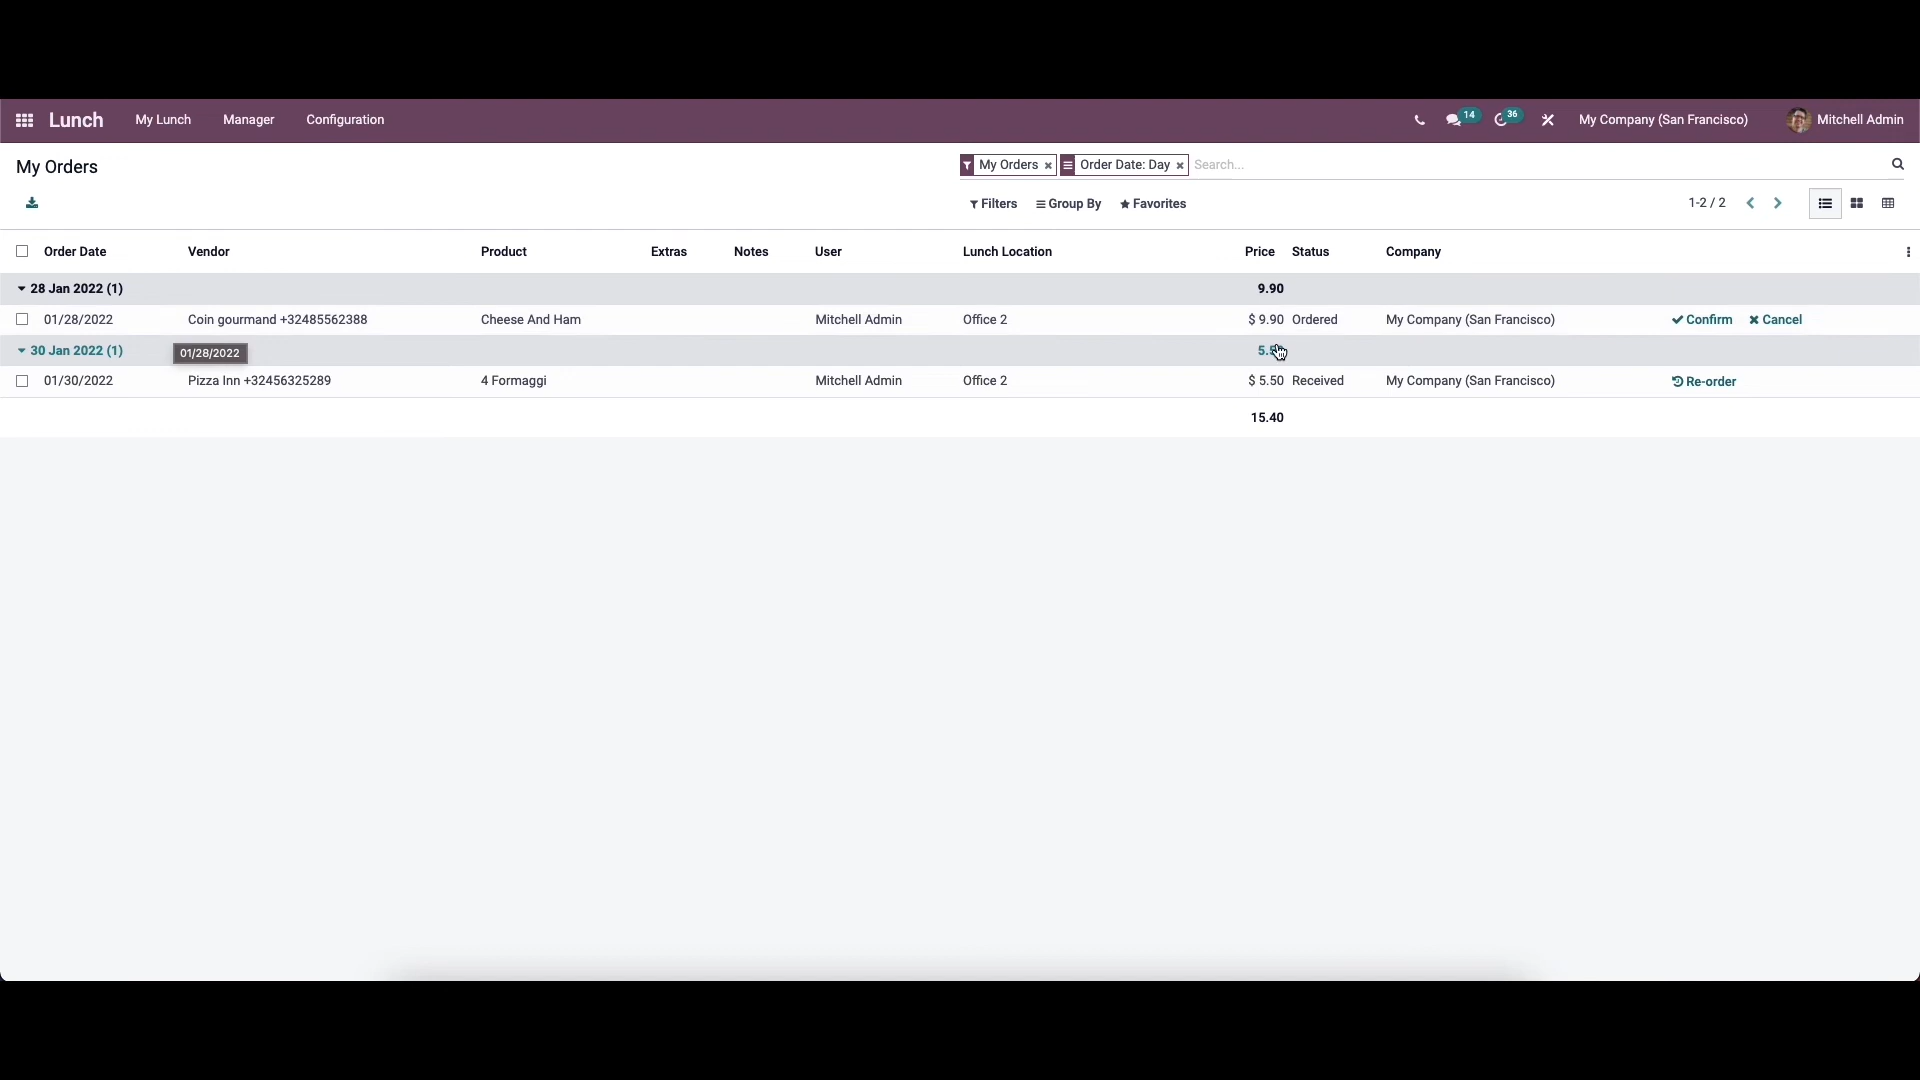 Lunch My Lunch Manager Configuration 14 36 My Company (San Francisco) Mitchell Admin
My Orders My Orders × Order Date: Day × Search...
Filters Group By Favorites 1-2 / 2
Order Date Vendor Product Extras Notes User Lunch Location Price Status Company
28 Jan 2022 (1) 9.90
01/28/2022 Coin gourmand +32485562388 Cheese And Ham Mitchell Admin Office 2 $ 9.90 Ordered My Company (San Francisco) Confirm Cancel
30 Jan 2022 (1) 01/28/2022
01/30/2022 Pizza Inn +32456325289 4 Formaggi Mitchell Admin Office 2 $ 5.50 Received My Company (San Francisco) Re-order
15.40